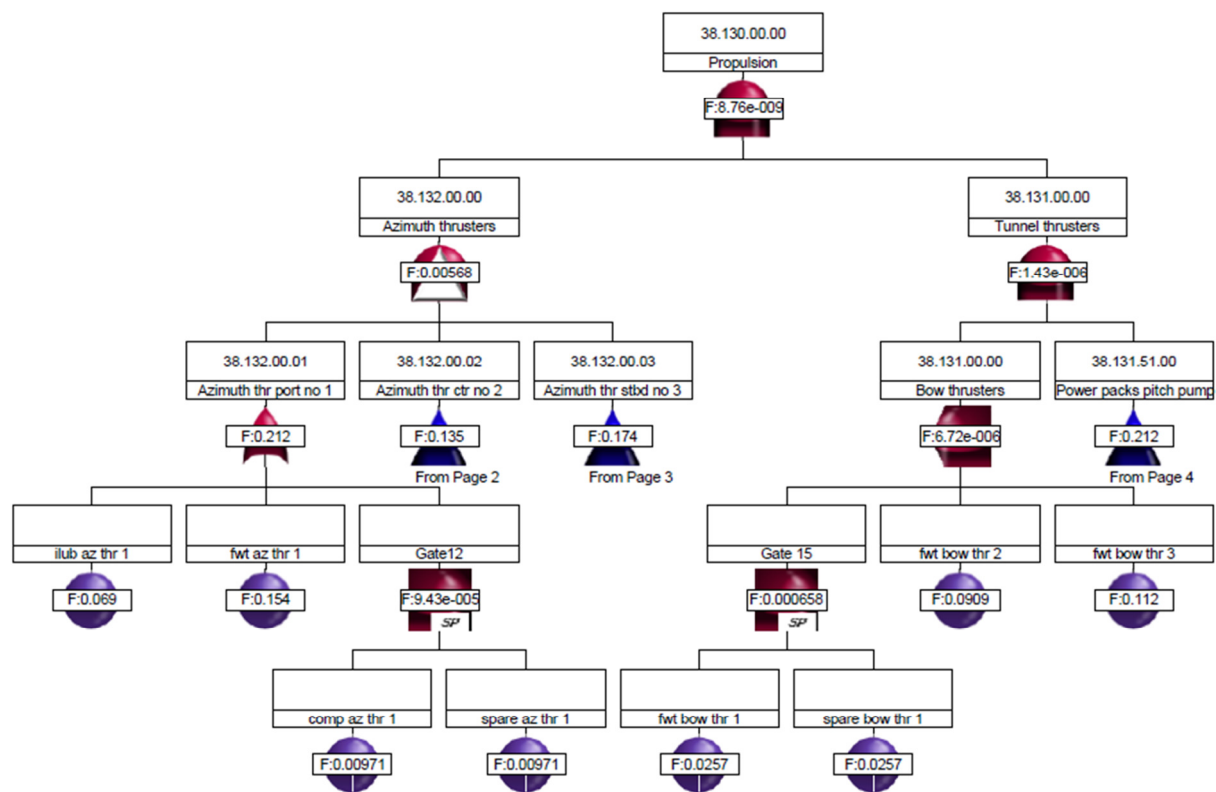 38.130.00.00
Propulsion
F:8.76e-009
38.132.00.00
Azimuth thrusters
F:0.00568
38.131.00.00
Tunnel thrusters
F:1.43e-006
38.132.00.01
Azimuth thr port no 1
F:0.212
38.132.00.02
Azimuth thr ctr no 2
F:0.135
From Page 2
38.132.00.03
Azimuth thr stbd no 3
F:0.174
From Page 3
38.131.00.00
Bow thrusters
F:6.72e-006
38.131.51.00
Power packs pitch pump
F:0.212
From Page 4
ilub az thr 1
F:0.069
fwt az thr 1
F:0.154
Gate12
F:9.43e-005
SP
Gate 15
F:0.000658
SP
fwt bow thr 2
F:0.0909
fwt bow thr 3
F:0.112
comp az thr 1
F:0.00971
spare az thr 1
F:0.00971
fwt bow thr 1
F:0.0257
spare bow thr 1
F:0.0257